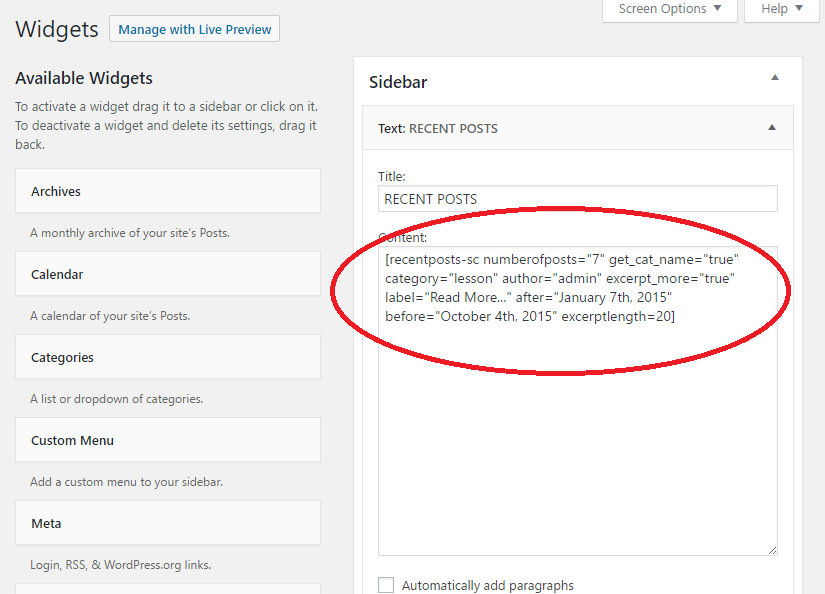 Screen Options ▼
Help ▼
Widgets
Manage with Live Preview
Available Widgets
To activate a widget drag it to a sidebar or click on it.
To deactivate a widget and delete its settings, drag it
back.
Archives
A monthly archive of your site’s Posts.
Calendar
A calendar of your site’s Posts.
Categories
A list or dropdown of categories.
Custom Menu
Add a custom menu to your sidebar.
Meta
Login, RSS, & WordPress.org links.
Sidebar
Text: RECENT POSTS
Title:
RECENT POSTS
Content:
[recentposts-sc numberofposts="7" get_cat_name="true"
category="lesson" author="admin" excerpt_more="true"
label="Read More..." after="January 7th, 2015"
before="October 4th, 2015" excerptlength=20]
Automatically add paragraphs